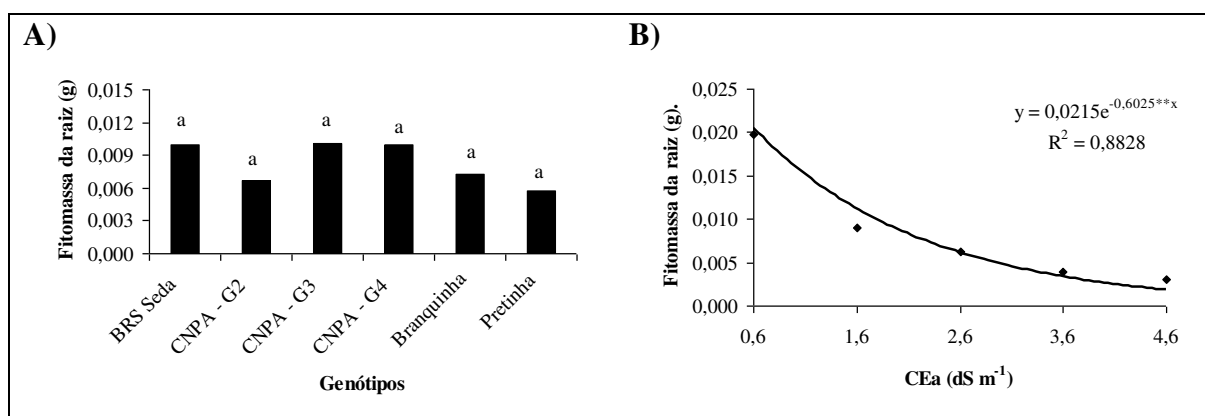 A)
Fitomassa da raiz (g)
0,015
0,012
0,009
0,006
0,003
0,000
a
a
a
a
a
a
BRS Seda
CNPA - G2
CNPA - G3
CNPA - G4
Branquinha
Pretinha
Genótipos
B)
Fitomassa da raiz (g).
0,025
0,020
0,015
0,010
0,005
0,000
y = 0,0215e^-0,6025**x
R² = 0,8828
0,6
1,6
2,6
3,6
4,6
CEa (dS m⁻¹)